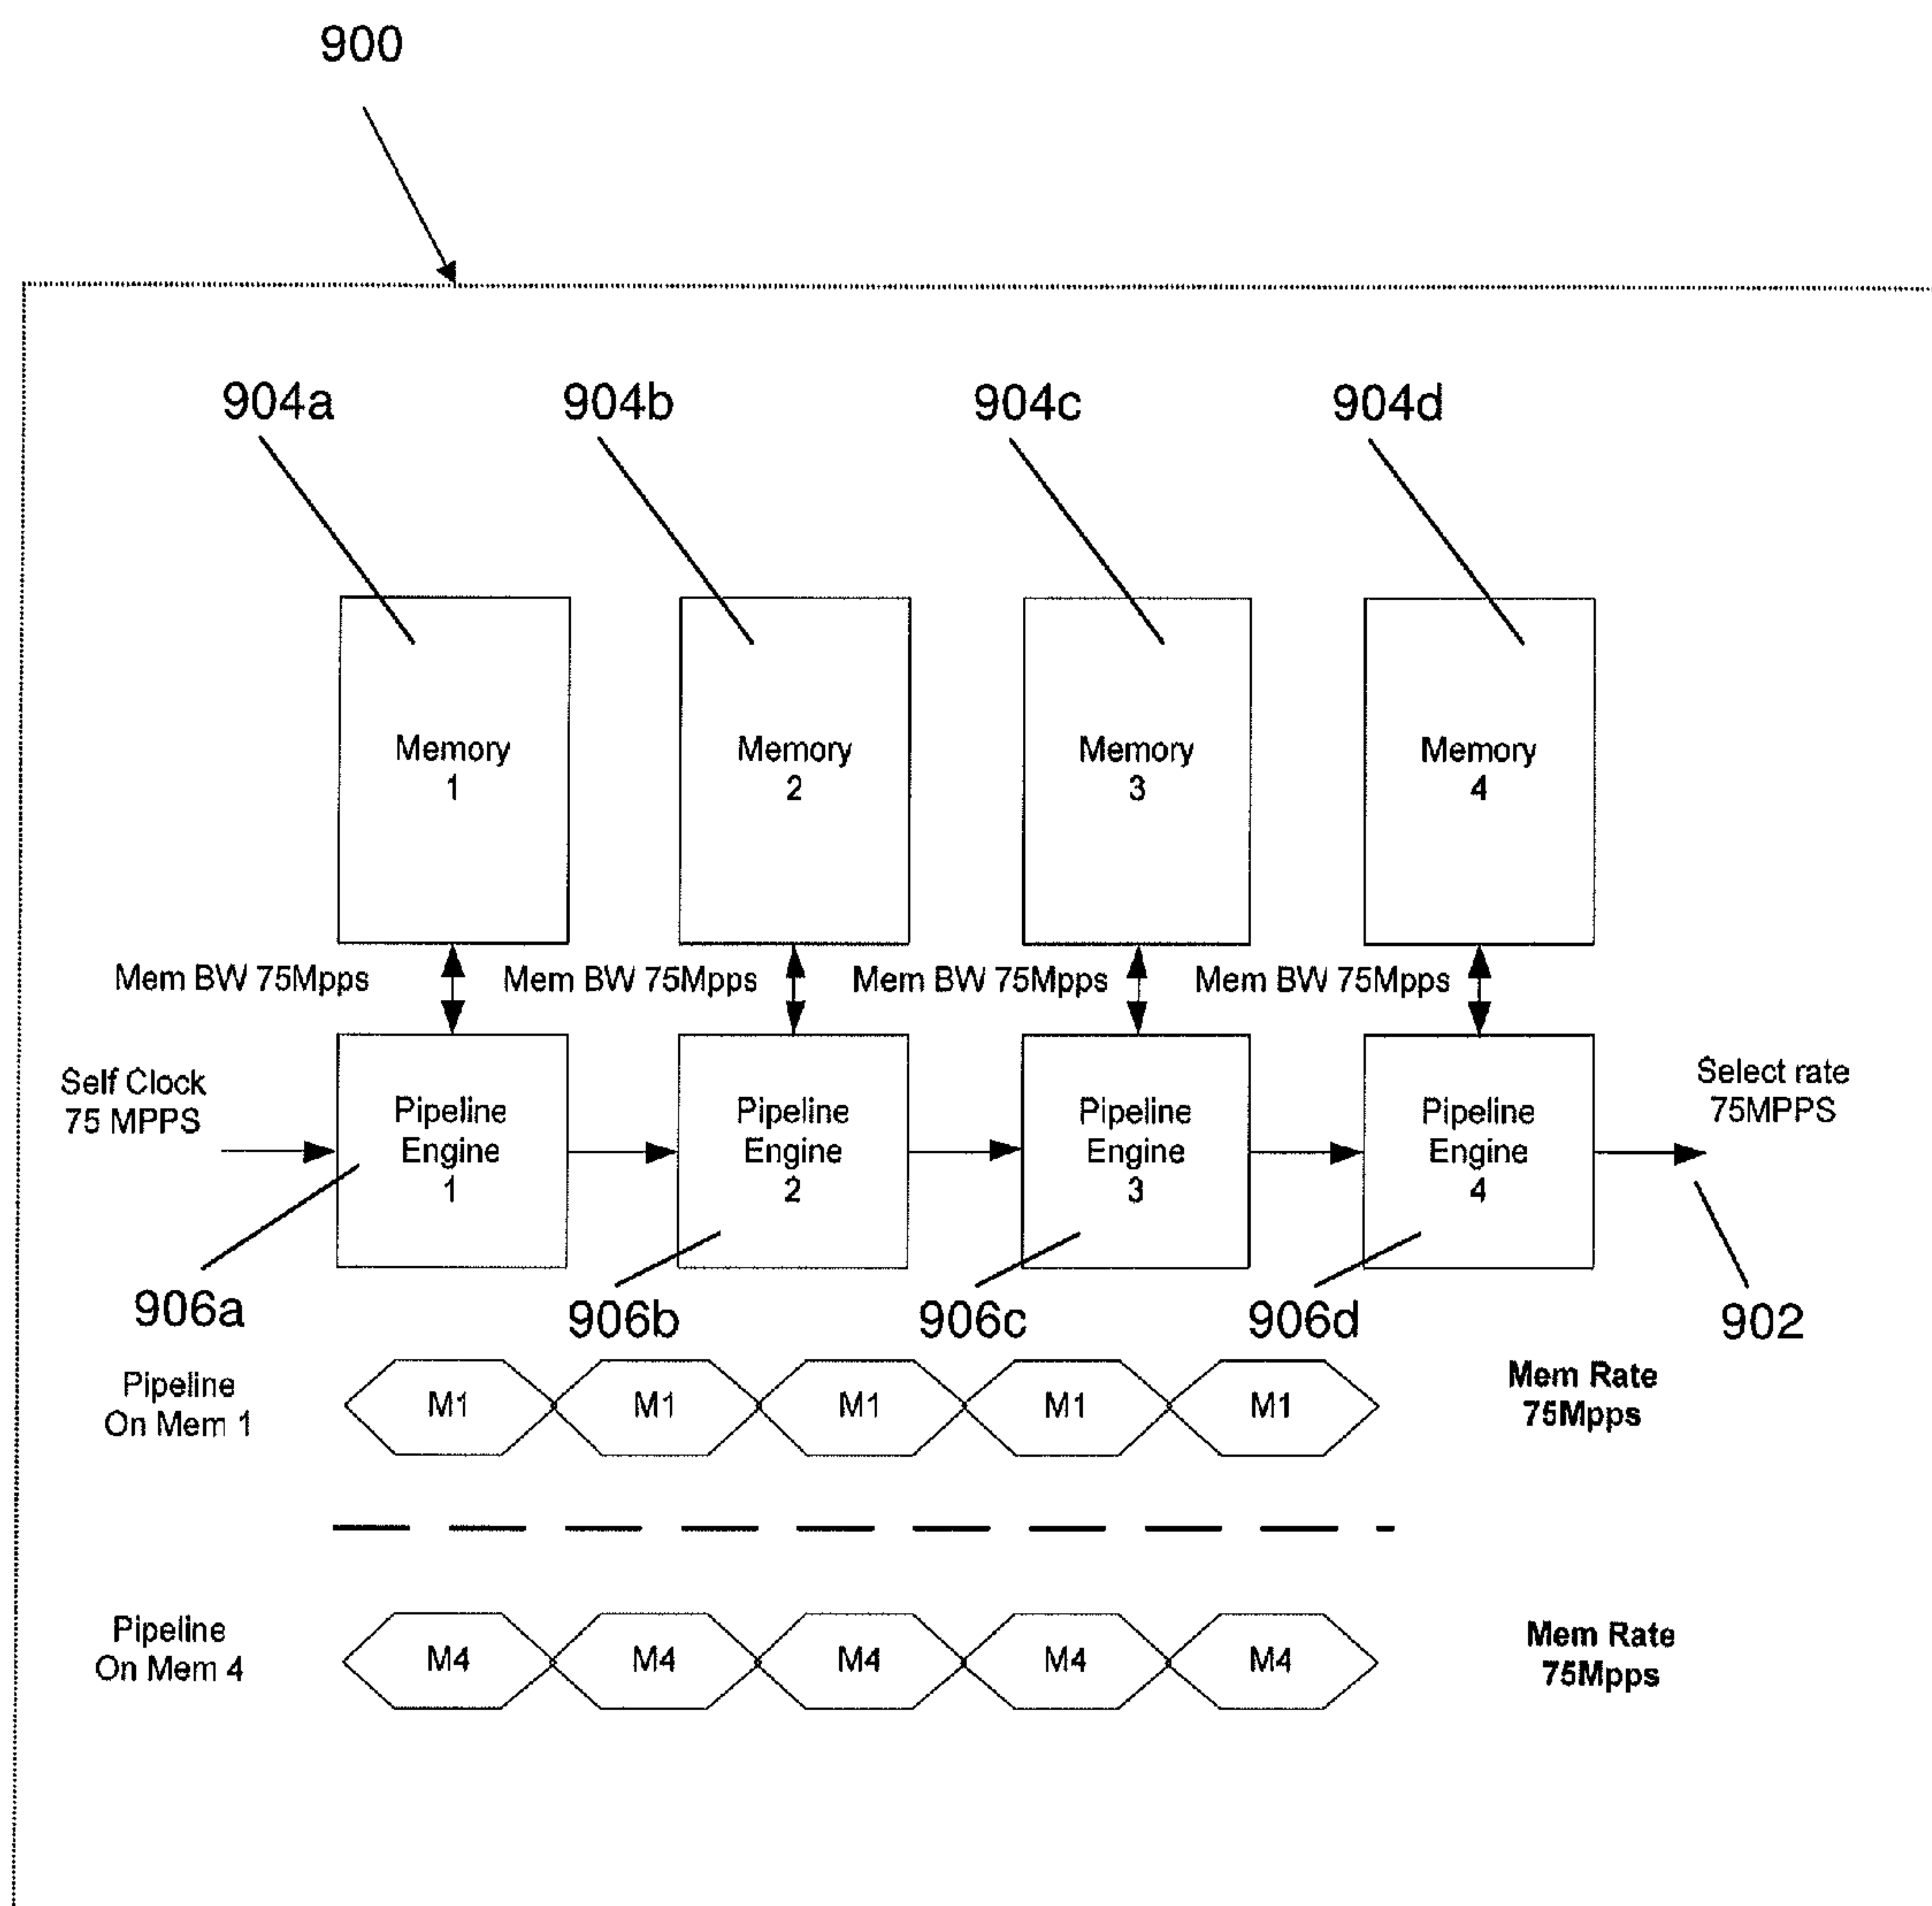 900
904a
904b
904c
904d
Memory
1
Memory
2
Memory
3
Memory
4
Mem BW 75Mpps
Mem BW 75Mpps
Mem BW 75Mpps
Mem BW 75Mpps
Self Clock
75 MPPS
Pipeline
Engine
1
Pipeline
Engine
2
Pipeline
Engine
3
Pipeline
Engine
4
Select rate
75MPPS
906a
906b
906c
906d
902
Pipeline
On Mem 1
M1
M1
M1
M1
M1
Mem Rate
75Mpps
Pipeline
On Mem 4
M4
M4
M4
M4
M4
Mem Rate
75Mpps